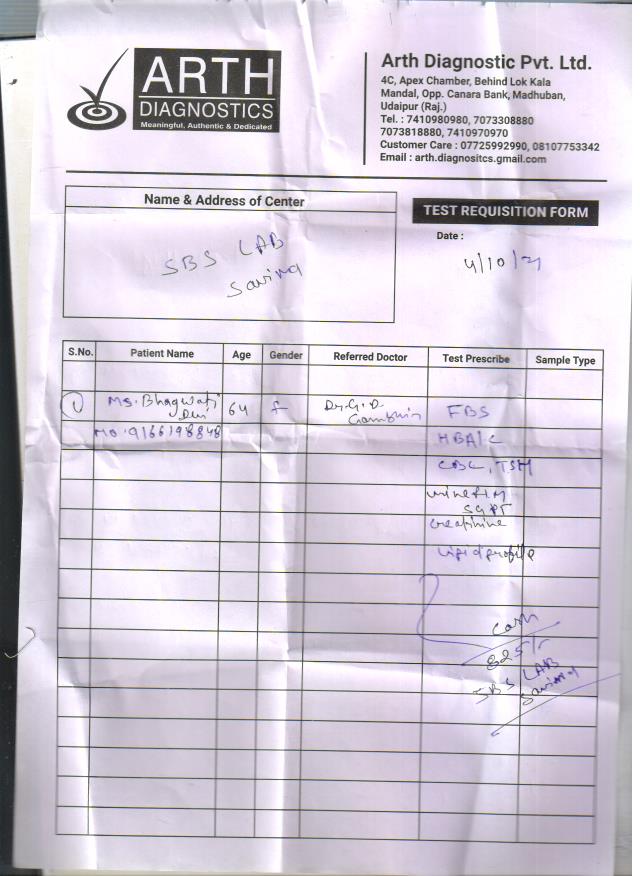 ARTH
DIAGNOSTICS
Meaningful, Authentic & Dedicated
Arth Diagnostic Pvt. Ltd.
4C, Apex Chamber, Behind Lok Kala
Mandal, Opp. Canara Bank, Madhuban,
Udaipur (Raj.)
Tel. : 7410980980, 7073308880
7073818880, 7410970970
Customer Care : 07725992990, 08107753342
Email : arth.diagnositcs.gmail.com
Name & Address of Center
SBS LAB
Savina
TEST REQUISITION FORM
Date :
4/10/21
S.No. Patient Name Age Gender Referred Doctor Test Prescribe Sample Type
1 Ms. Bhagwati Devi 64 f Dr. G. D. FBS
Mo. 9166198848 HBA1C
CBC, TSH
urine R/M
SGPT
creatinine
Lipid profile
Cash
825/-
SBS LAB
Savina